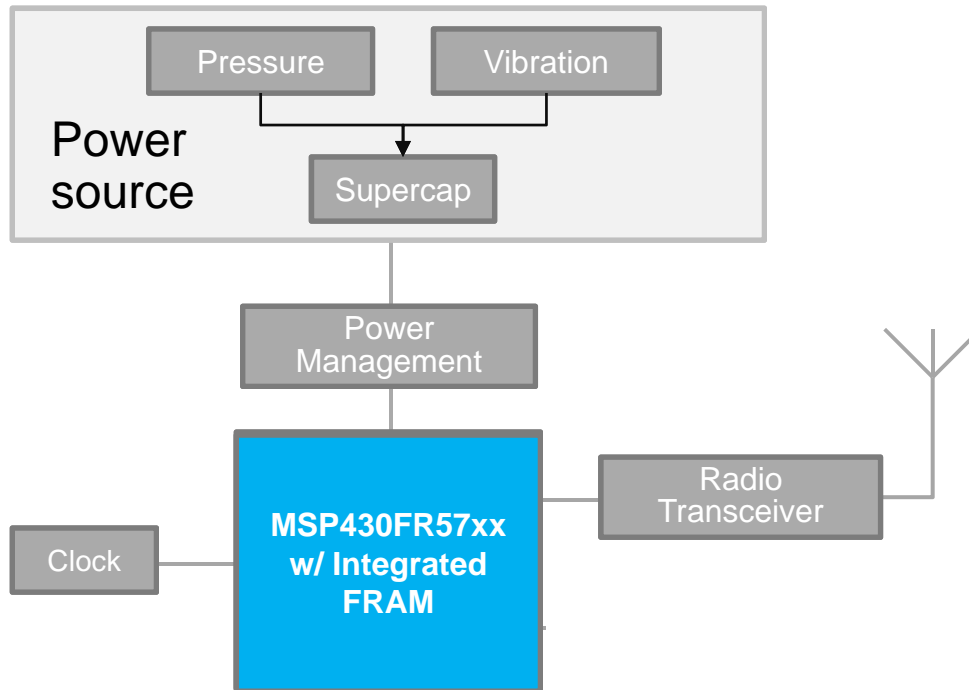 Pressure
Vibration
Power
source
Supercap
Power
Management
MSP430FR57xx
w/ Integrated
FRAM
Radio
Transceiver
Clock